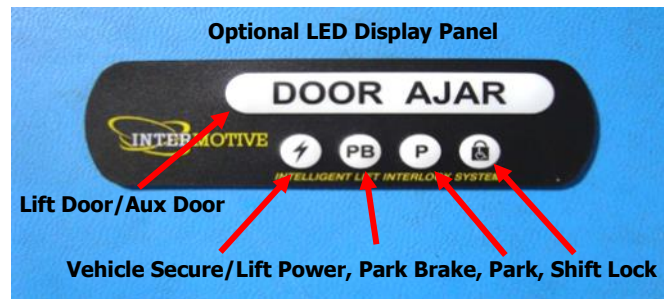 Optional LED Display Panel
DOOR AJAR
INTERMOTIVE
PB P
INTELLIGENT LIFT INTERLOCK SYSTEM
Lift Door/Aux Door
Vehicle Secure/Lift Power, Park Brake, Park, Shift Lock